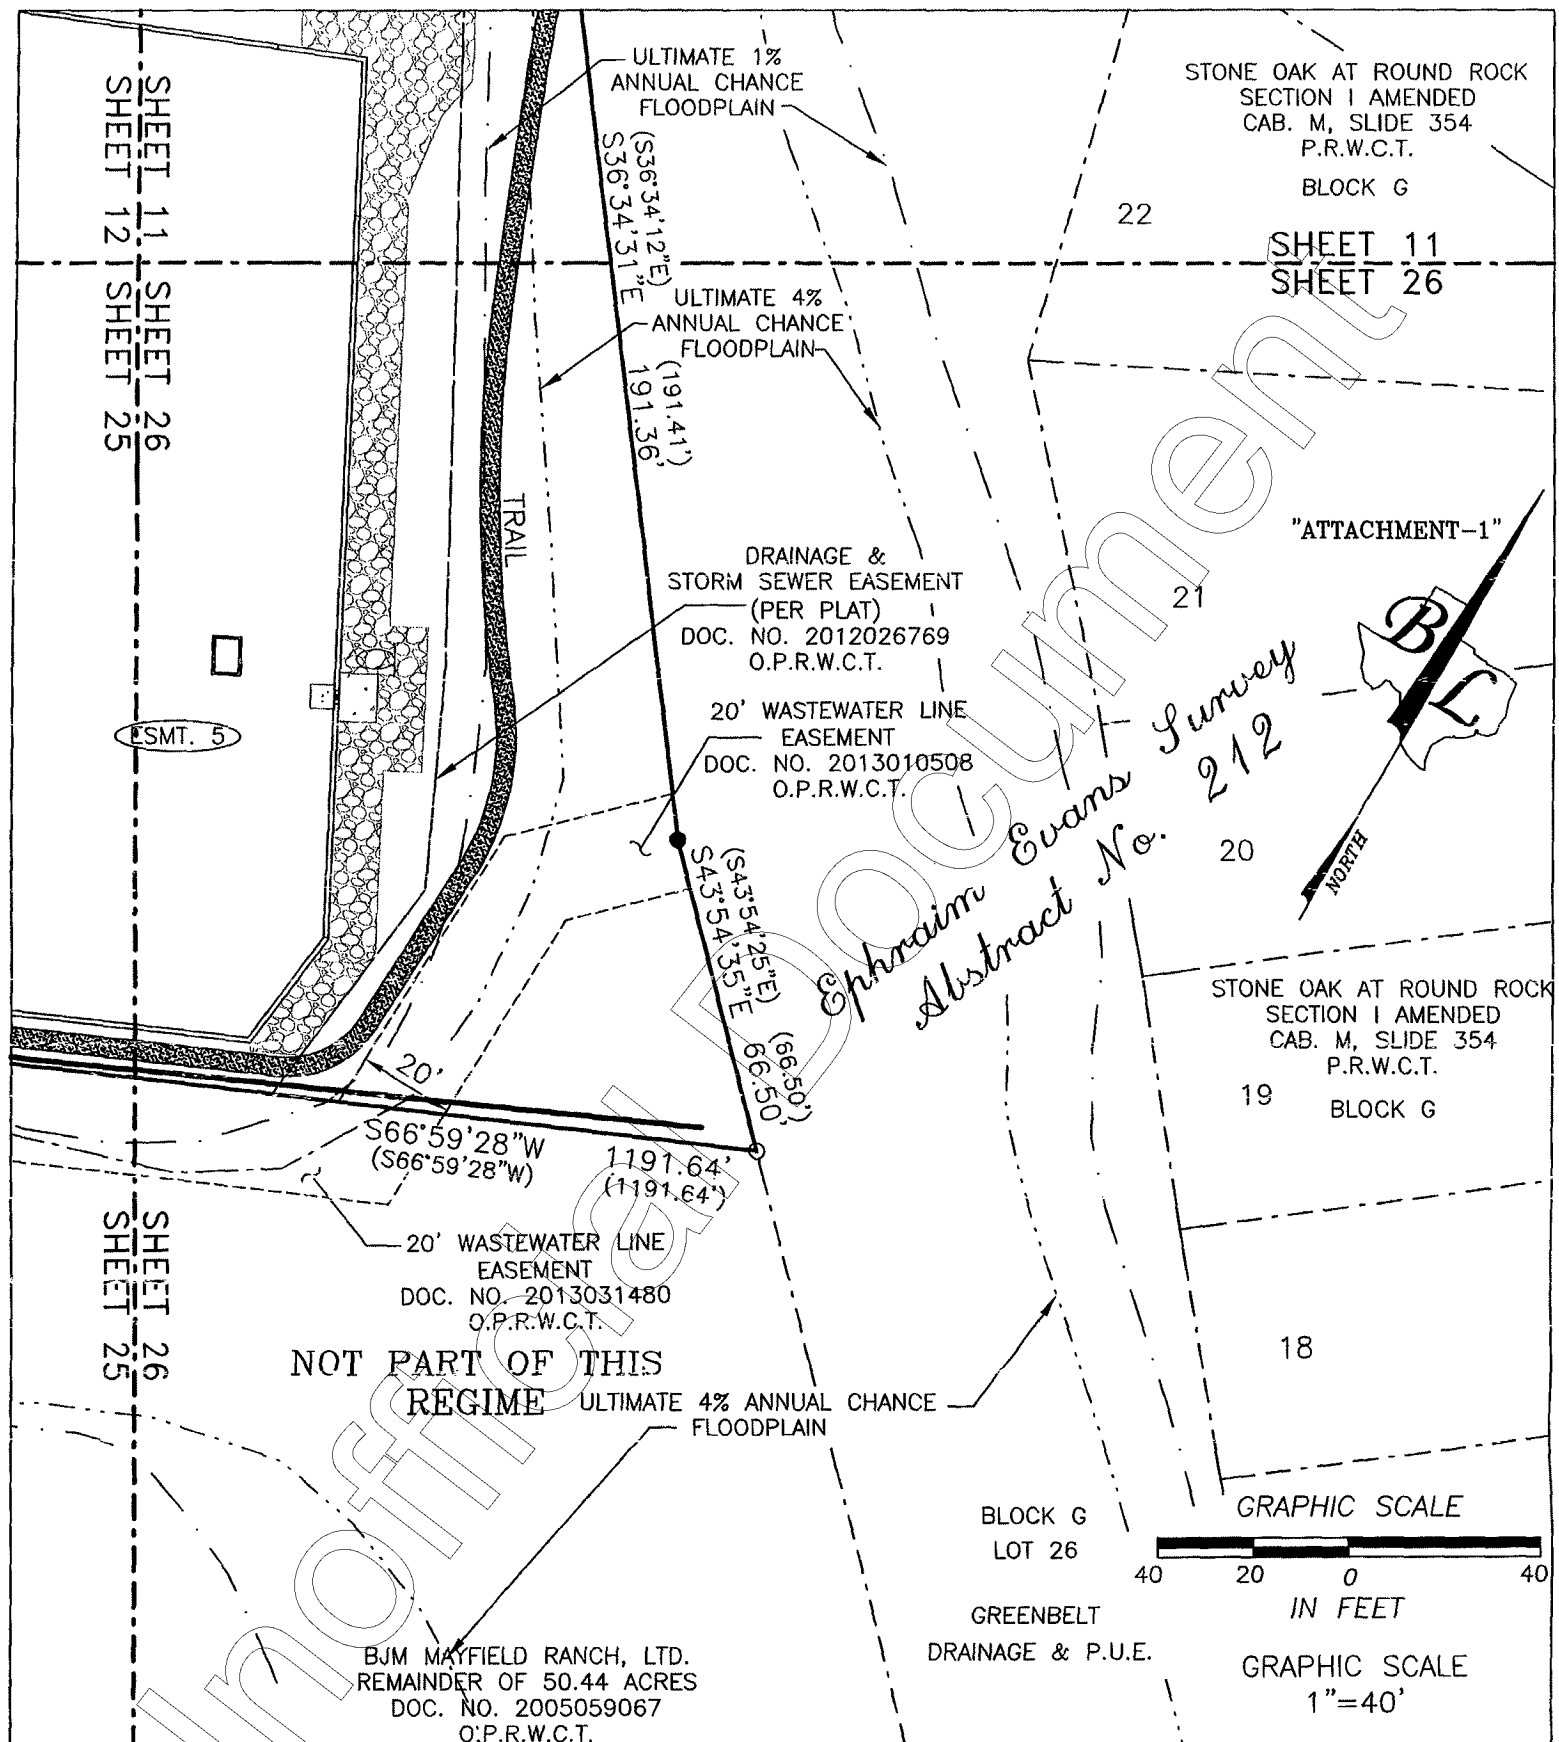 ULTIMATE 1%
ANNUAL CHANCE
FLOODPLAIN
STONE OAK AT ROUND ROCK
SECTION I AMENDED
CAB. M, SLIDE 354
P.R.W.C.T.
BLOCK G
22
SHEET 11
SHEET 12
SHEET 11
SHEET 26
SHEET 26
SHEET 25
(S36°34'12"E)
S36°34'31"E
(191.41')
191.36'
ULTIMATE 4%
ANNUAL CHANCE
FLOODPLAIN
TRAIL
"ATTACHMENT-1"
DRAINAGE &
STORM SEWER EASEMENT
(PER PLAT)
DOC. NO. 2012026769
O.P.R.W.C.T.
21
B
L
NORTH
20' WASTEWATER LINE
EASEMENT
DOC. NO. 2013010508
O.P.R.W.C.T.
ESMT. 5
Ephraim Evans Survey
Abstract No. 212
20
(S43°54'25"E)
S43°54'35"E
(66.50')
66.50'
STONE OAK AT ROUND ROCK
SECTION I AMENDED
CAB. M, SLIDE 354
P.R.W.C.T.
19
BLOCK G
20'
S66°59'28"W
(S66°59'28"W)
1191.64'
(1191.64')
20' WASTEWATER LINE
EASEMENT
DOC. NO. 2013031480
O.P.R.W.C.T.
SHEET 26
SHEET 25
NOT PART OF THIS
REGIME
18
ULTIMATE 4% ANNUAL CHANCE
FLOODPLAIN
BLOCK G
LOT 26
GREENBELT
DRAINAGE & P.U.E.
GRAPHIC SCALE
40 20 0 40
IN FEET
GRAPHIC SCALE
1"=40'
BJM MAYFIELD RANCH, LTD.
REMAINDER OF 50.44 ACRES
DOC. NO. 2005059067
O.P.R.W.C.T.
Unofficial Document